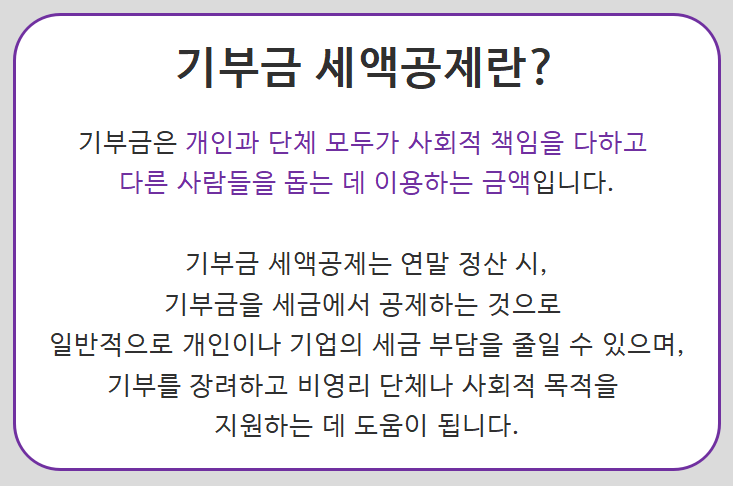 기부금 세액공제란?
기부금은 개인과 단체 모두가 사회적 책임을 다하고
다른 사람들을 돕는 데 이용하는 금액입니다.
기부금 세액공제는 연말 정산 시,
기부금을 세금에서 공제하는 것으로
일반적으로 개인이나 기업의 세금 부담을 줄일 수 있으며,
기부를 장려하고 비영리 단체나 사회적 목적을
지원하는 데 도움이 됩니다.